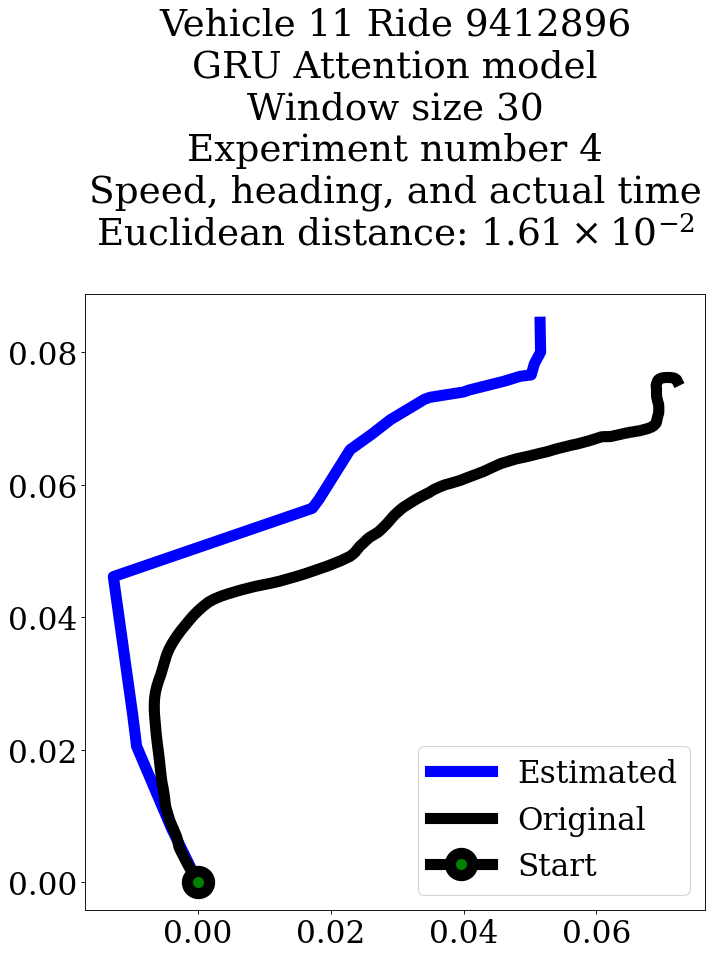 Vehicle 11 Ride 9412896
GRU Attention model
Window size 30
Experiment number 4
Speed, heading, and actual time
Euclidean distance: 1.61 × 10⁻²
0.08
0.06
0.04
0.02
0.00
Estimated
Original
Start
0.00 0.02 0.04 0.06